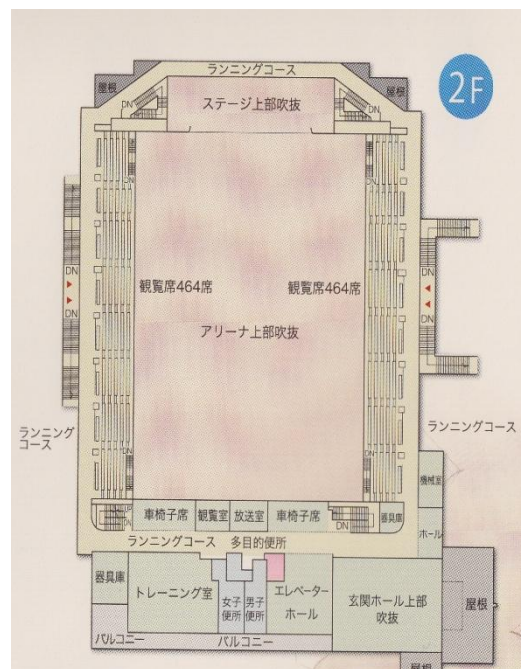 ランニングコース
2F
屋根
屋根
DN
DN
ステージ上部吹抜
DN
DN
観覧席464席
観覧席464席
DN
DN
DN
DN
アリーナ上部吹抜
ランニング
コース
ランニングコース
DN
DN
機械室
車椅子席
観覧室
放送室
車椅子席
DN
器具庫
ランニングコース
多目的便所
ホール
器具庫
トレーニング室
女子
便所
男子
便所
エレベーター
ホール
玄関ホール上部
吹抜
屋根
バルコニー
バルコニー
屋根